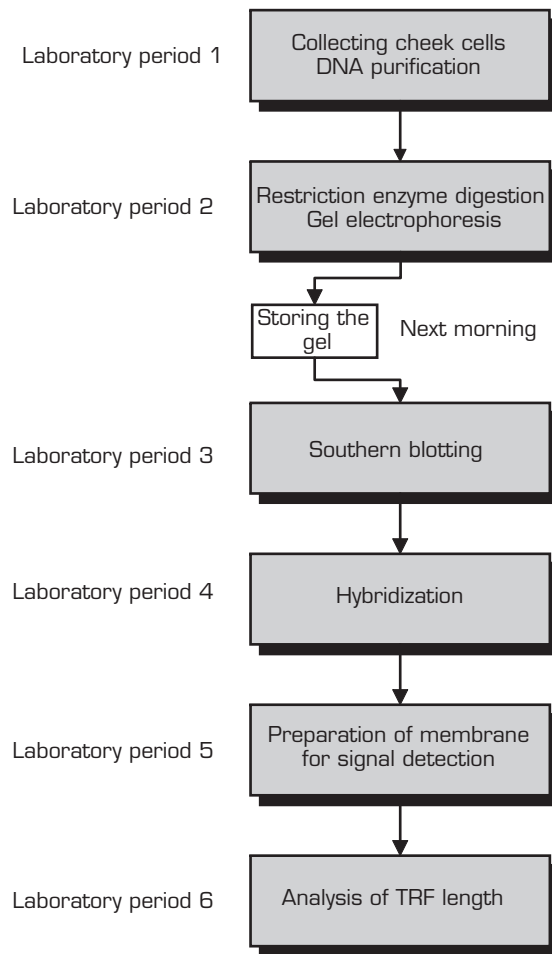 Laboratory period 1
Collecting cheek cells
DNA purification
Laboratory period 2
Restriction enzyme digestion
Gel electrophoresis
Storing the
gel
Next morning
Laboratory period 3
Southern blotting
Laboratory period 4
Hybridization
Laboratory period 5
Preparation of membrane
for signal detection
Laboratory period 6
Analysis of TRF length